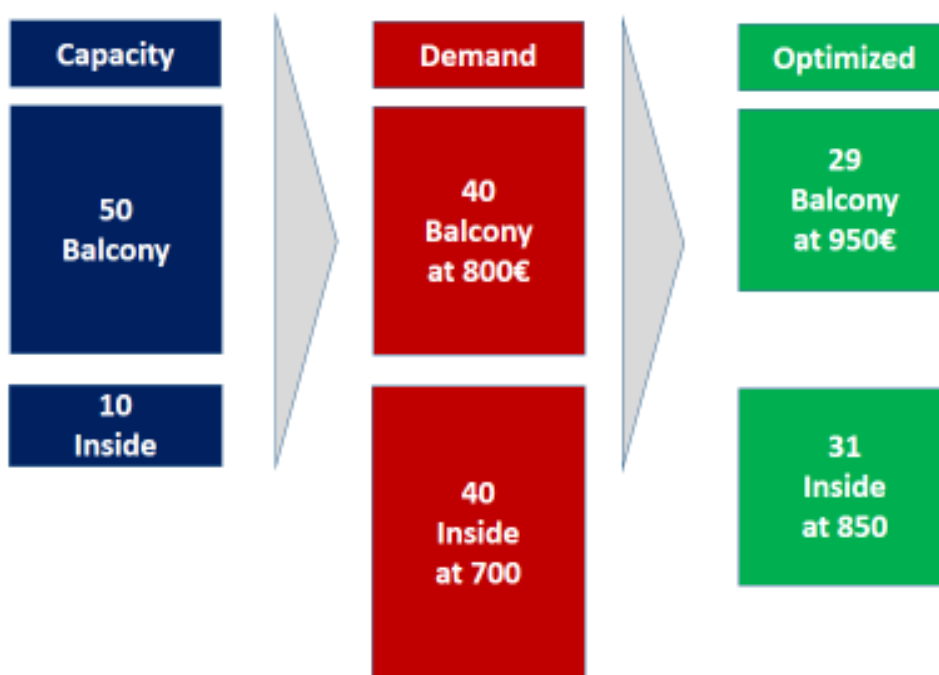 Capacity
50
Balcony
10
Inside
Demand
40
Balcony
at 800€
40
Inside
at 700
Optimized
29
Balcony
at 950€
31
Inside
at 850